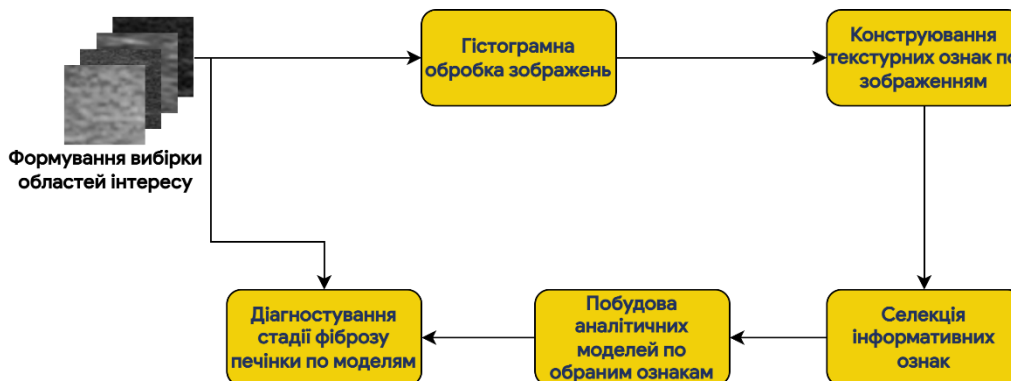 Гістограмна
обробка зображень
Конструювання
текстурних ознак по
зображенням
Формування вибірки
областей інтересу
Діагностування
стадії фіброзу
печінки по моделям
Побудова
аналітичних
моделей по
обраним ознакам
Селекція
інформативних
ознак